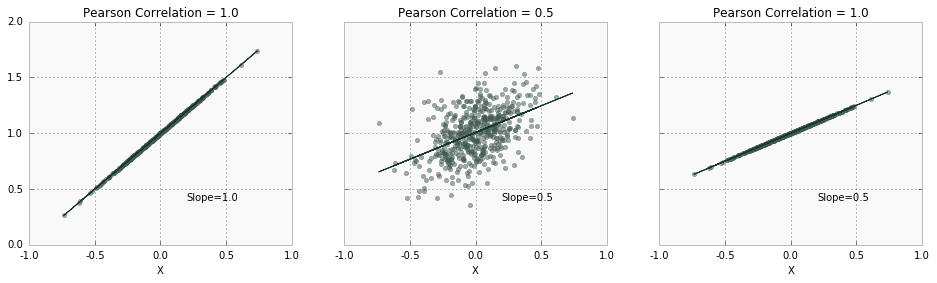 Pearson Correlation = 1.0
Pearson Correlation = 0.5
Pearson Correlation = 1.0
2.0
1.5
1.0
0.5
0.0
Slope=1.0
Slope=0.5
Slope=0.5
-1.0 -0.5 0.0 0.5 1.0
-1.0 -0.5 0.0 0.5 1.0
-1.0 -0.5 0.0 0.5 1.0
X
X
X